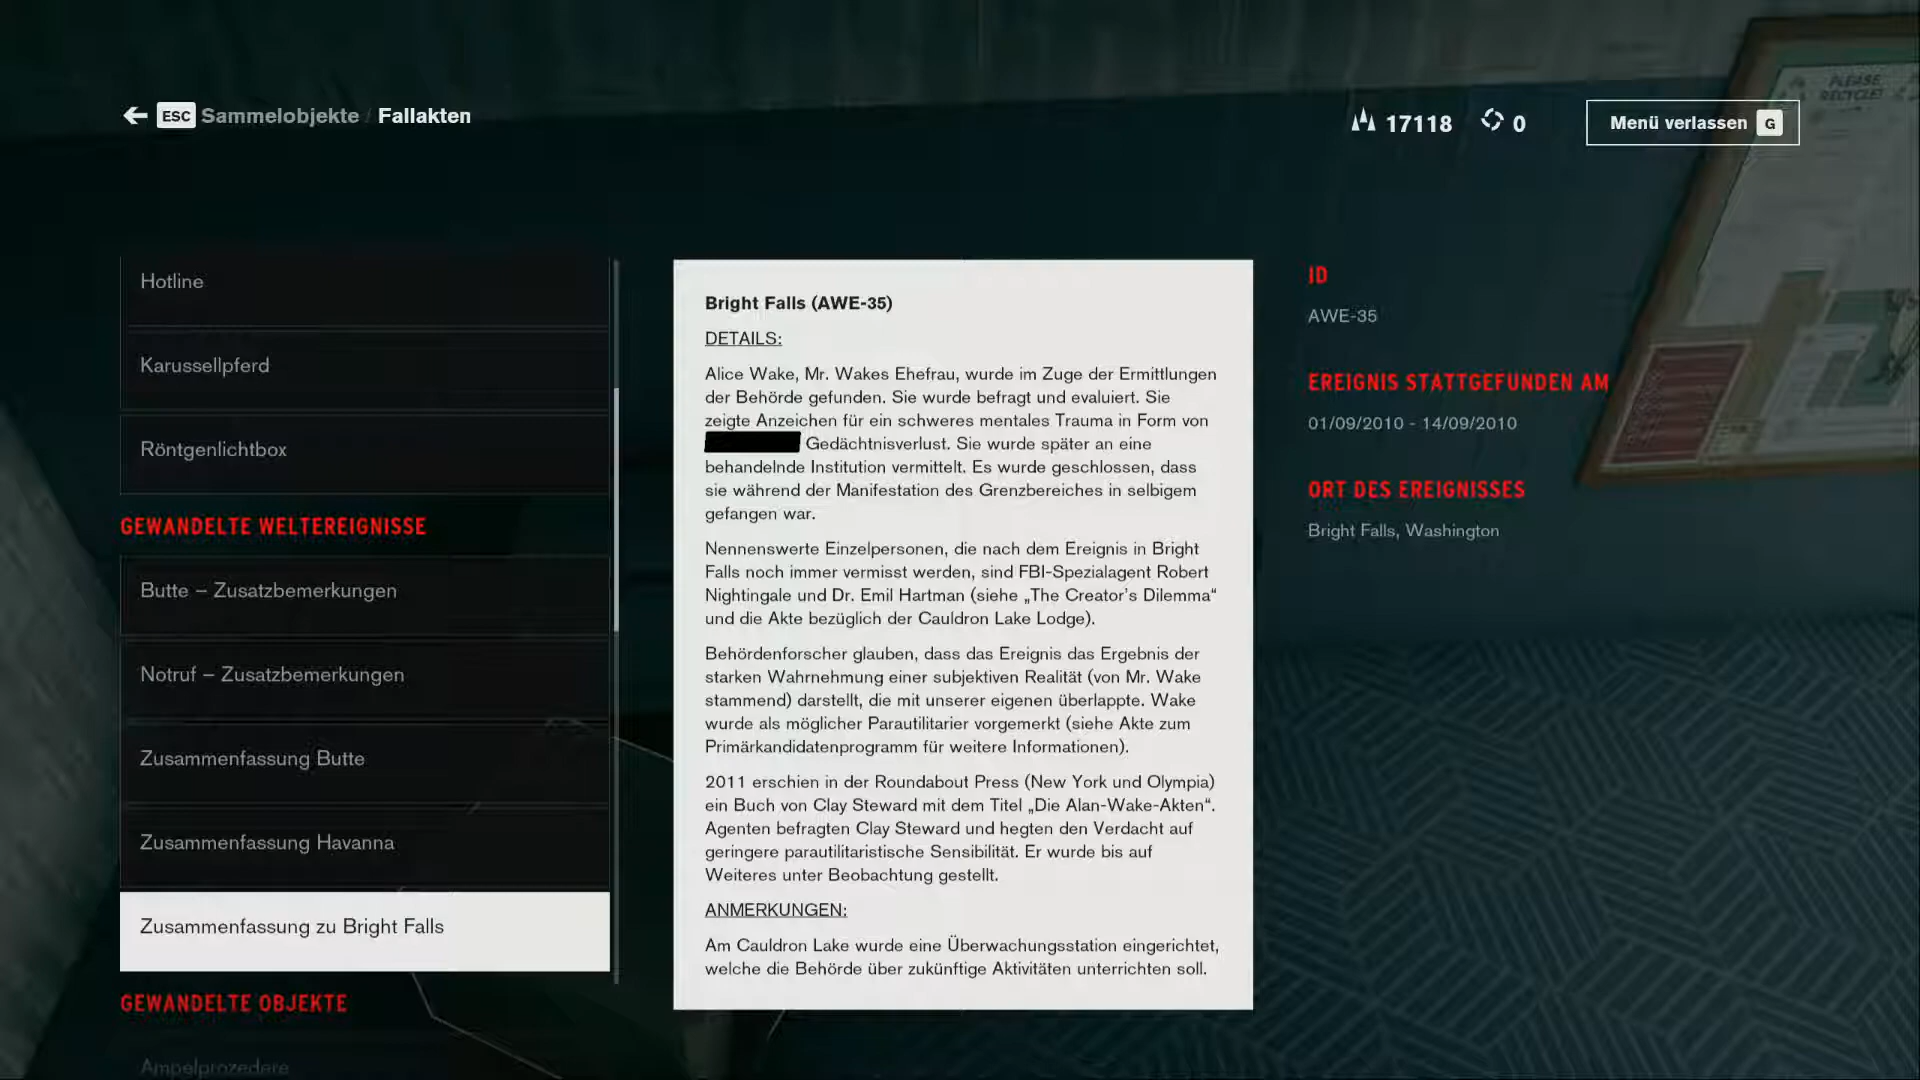 ESC Sammelobjekte / Fallakten
17118 0
Menü verlassen G
Hotline
Karussellpferd
Röntgenlichtbox
GEWANDELTE WELTEREIGNISSE
Butte – Zusatzbemerkungen
Notruf – Zusatzbemerkungen
Zusammenfassung Butte
Zusammenfassung Havanna
Zusammenfassung zu Bright Falls
GEWANDELTE OBJEKTE
Ampelprozedere
Bright Falls (AWE-35)
DETAILS:
Alice Wake, Mr. Wakes Ehefrau, wurde im Zuge der Ermittlungen
der Behörde gefunden. Sie wurde befragt und evaluiert. Sie
zeigte Anzeichen für ein schweres mentales Trauma in Form von
Gedächtnisverlust. Sie wurde später an eine
behandelnde Institution vermittelt. Es wurde geschlossen, dass
sie während der Manifestation des Grenzbereiches in selbigem
gefangen war.
Nennenswerte Einzelpersonen, die nach dem Ereignis in Bright
Falls noch immer vermisst werden, sind FBI-Spezialagent Robert
Nightingale und Dr. Emil Hartman (siehe „The Creator's Dilemma“
und die Akte bezüglich der Cauldron Lake Lodge).
Behördenforscher glauben, dass das Ereignis das Ergebnis der
starken Wahrnehmung einer subjektiven Realität (von Mr. Wake
stammend) darstellt, die mit unserer eigenen überlappte. Wake
wurde als möglicher Parautilitarier vorgemerkt (siehe Akte zum
Primärkandidatenprogramm für weitere Informationen).
2011 erschien in der Roundabout Press (New York und Olympia)
ein Buch von Clay Steward mit dem Titel „Die Alan-Wake-Akten“.
Agenten befragten Clay Steward und hegten den Verdacht auf
geringere parautilitaristische Sensibilität. Er wurde bis auf
Weiteres unter Beobachtung gestellt.
ANMERKUNGEN:
Am Cauldron Lake wurde eine Überwachungsstation eingerichtet,
welche die Behörde über zukünftige Aktivitäten unterrichten soll.
ID
AWE-35
EREIGNIS STATTGEFUNDEN AM
01/09/2010 - 14/09/2010
ORT DES EREIGNISSES
Bright Falls, Washington
PLEASE
RECYCLE!